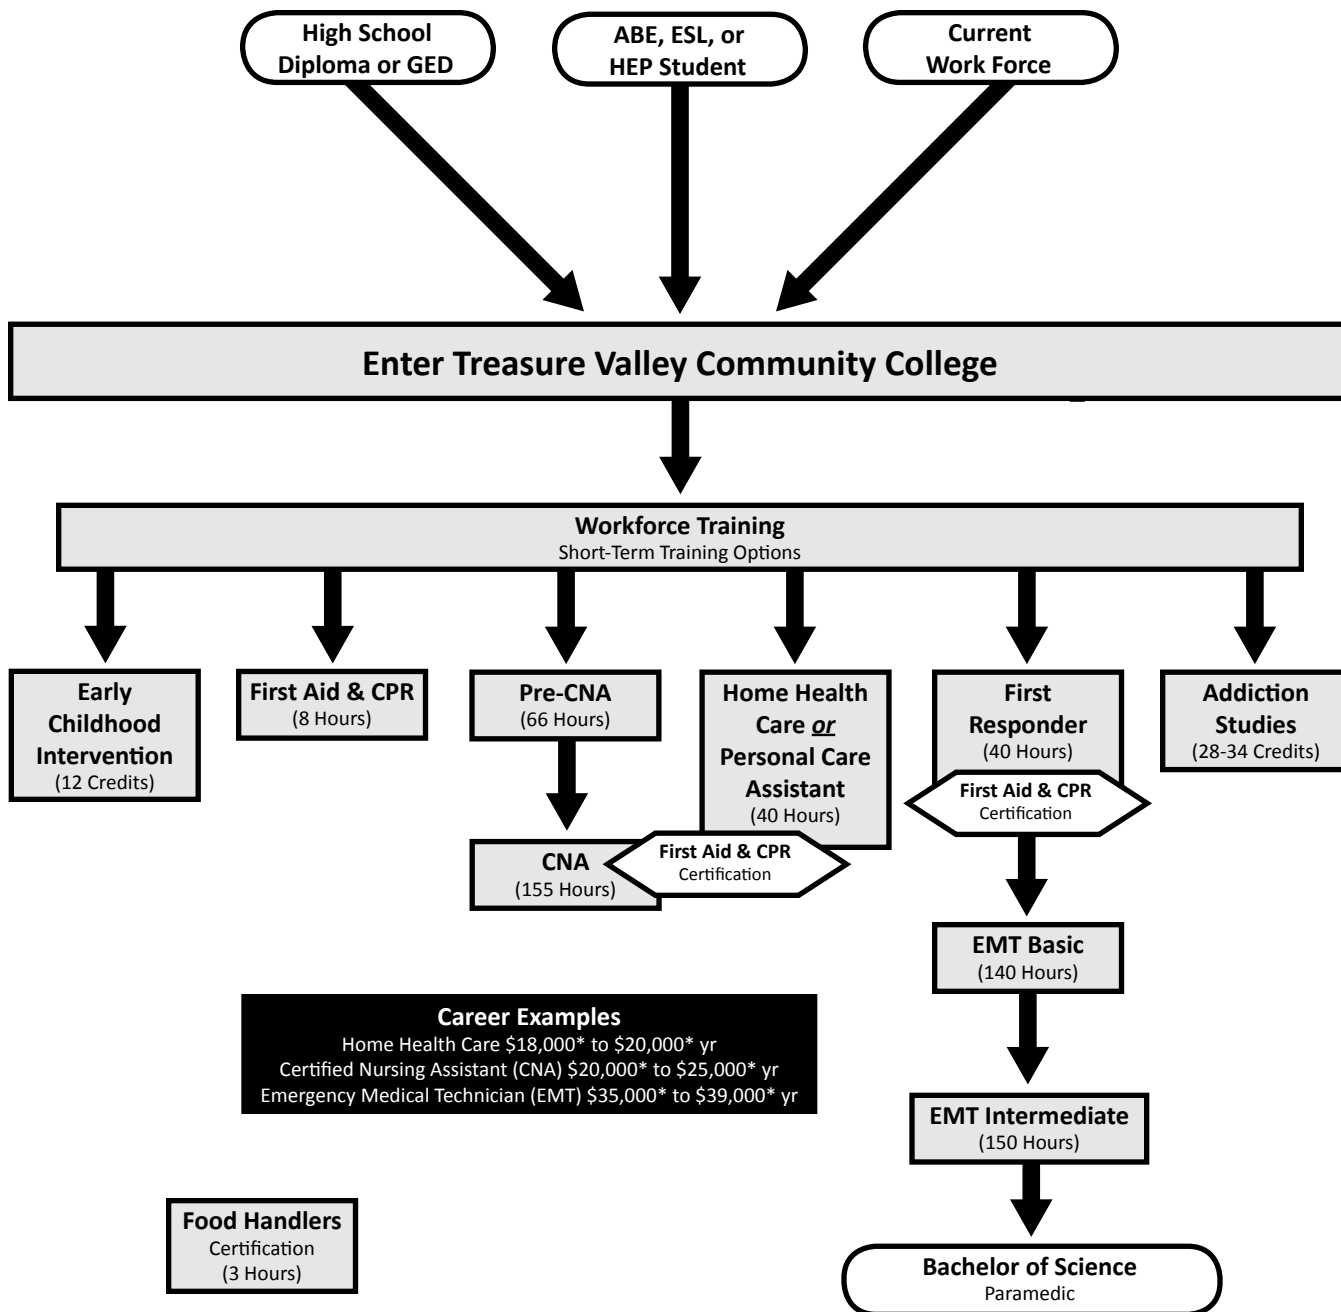 High School
Diploma or GED
ABE, ESL, or
HEP Student
Current
Work Force
Enter Treasure Valley Community College
Workforce Training
Short-Term Training Options
Early
Childhood
Intervention
(12 Credits)
First Aid & CPR
(8 Hours)
Pre-CNA
(66 Hours)
Home Health
Care or
Personal Care
Assistant
(40 Hours)
First
Responder
(40 Hours)
Addiction
Studies
(28-34 Credits)
First Aid & CPR
Certification
CNA
(155 Hours)
First Aid & CPR
Certification
EMT Basic
(140 Hours)
Career Examples
Home Health Care $18,000* to $20,000* yr
Certified Nursing Assistant (CNA) $20,000* to $25,000* yr
Emergency Medical Technician (EMT) $35,000* to $39,000* yr
EMT Intermediate
(150 Hours)
Food Handlers
Certification
(3 Hours)
Bachelor of Science
Paramedic